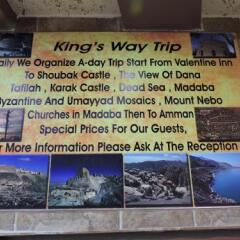 King's Way Trip
aily We Organize A-day Trip Start From Valentine Inn
To Shoubak Castle , The View Of Dana
Tafilah , Karak Castle , Dead Sea , Madaba
Byzantine And Umayyad Mosaics , Mount Nebo
Churches in Madaba Then To Amman
Special Prices For Our Guests,
r More Information Please Ask At The Reception